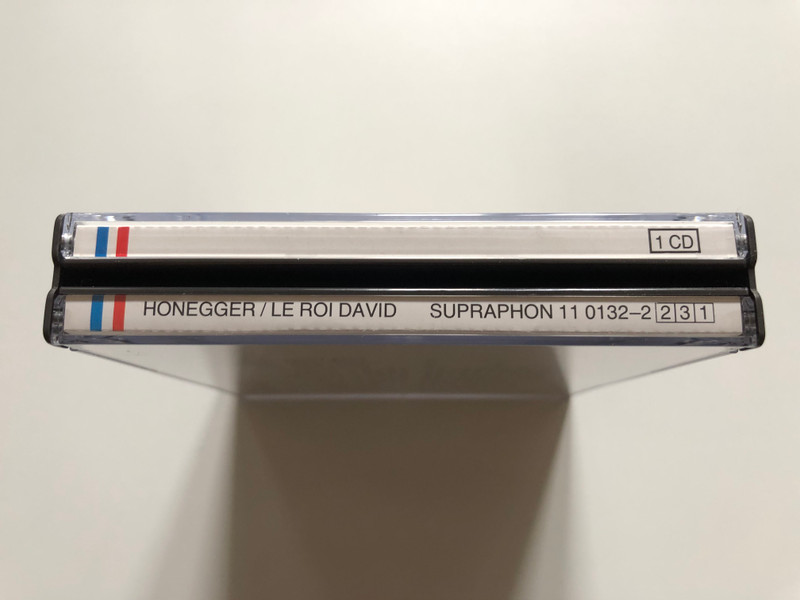 1 CD
HONEGGER / LE ROI DAVID SUPRAPHON 11 0132–2 2 3 1